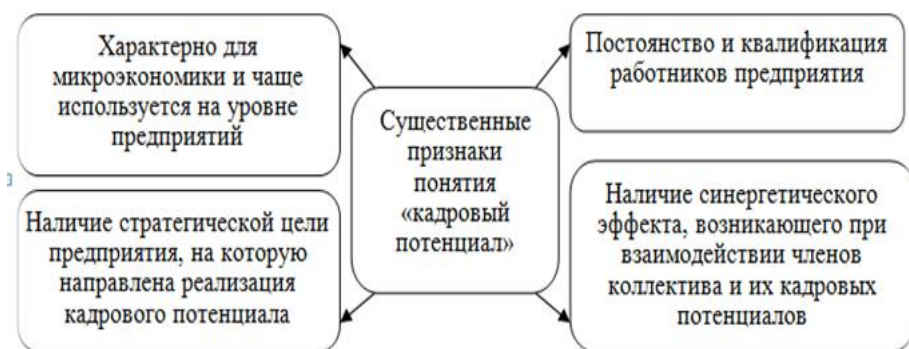 Характерно для
микроэкономики и чаще
используется на уровне
предприятий
Постоянство и квалификация
работников предприятия
Существенные
признаки
понятия
«кадровый
потенциал»
Наличие стратегической цели
предприятия, на которую
направлена реализация
кадрового потенциала
Наличие синергетического
эффекта, возникающего при
взаимодействии членов
коллектива и их кадровых
потенциалов